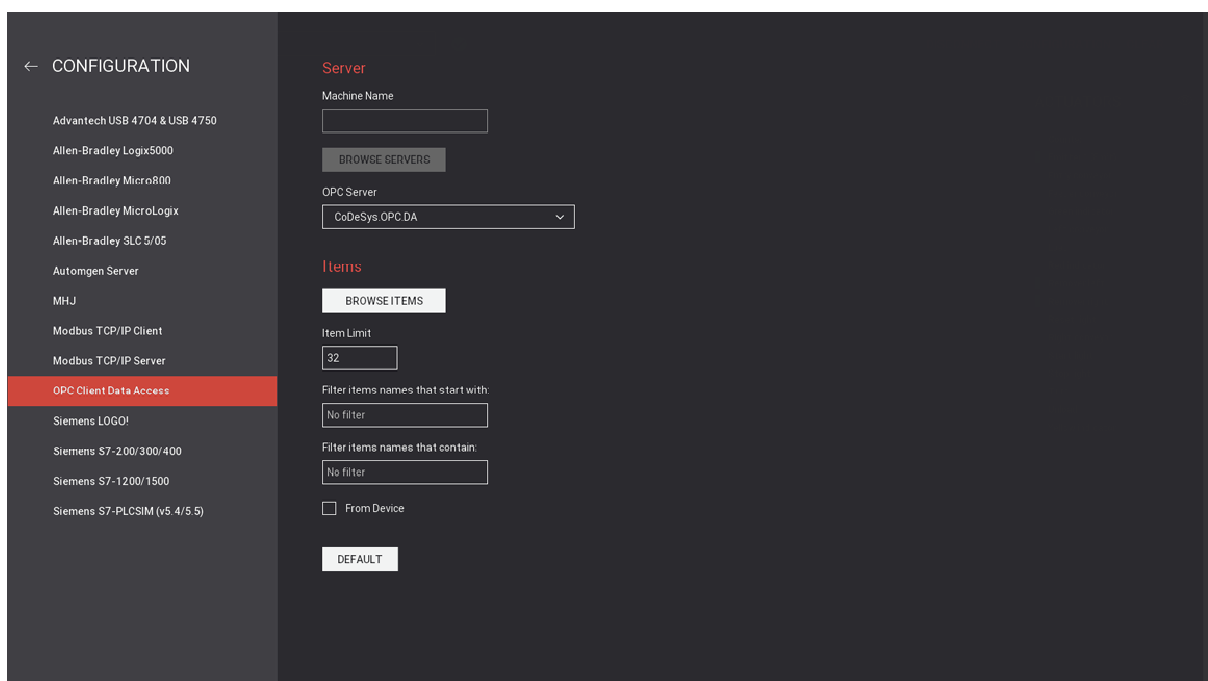 ← CONFIGURATION
Advantech USB 4704 & USB 4750
Allen-Bradley Logix5000
Allen-Bradley Micro800
Allen-Bradley MicroLogix
Allen-Bradley SLC 5/05
Automgen Server
MHJ
Modbus TCP/IP Client
Modbus TCP/IP Server
OPC Client Data Access
Siemens LOGO!
Siemens S7-200/300/400
Siemens S7-1200/1500
Siemens S7-PLCSIM (v5.4/5.5)
Server
Machine Name
BROWSE SERVERS
OPC Server
CoDeSys.OPC.DA
Items
BROWSE ITEMS
Item Limit
32
Filter items names that start with:
No filter
Filter items names that contain:
No filter
From Device
DEFAULT